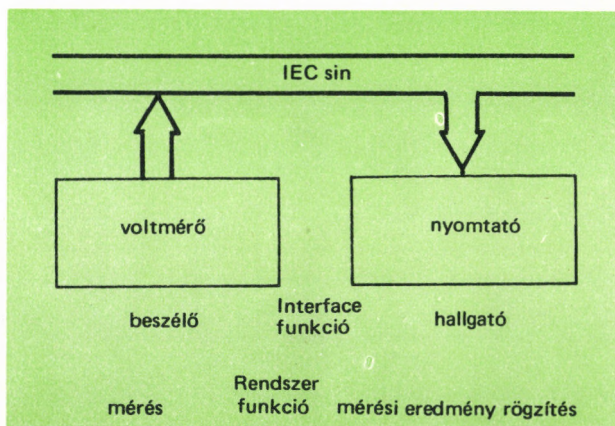 IEC sin
voltmérő
nyomtató
beszélő
Interface
funkció
hallgató
mérés
Rendszer
funkció
mérési eredmény rögzítés